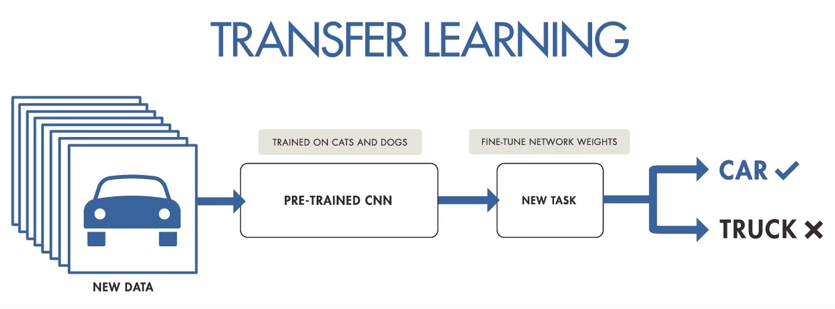 TRANSFER LEARNING
TRAINED ON CATS AND DOGS
FINE-TUNE NETWORK WEIGHTS
PRE-TRAINED CNN
NEW TASK
CAR
TRUCK
NEW DATA